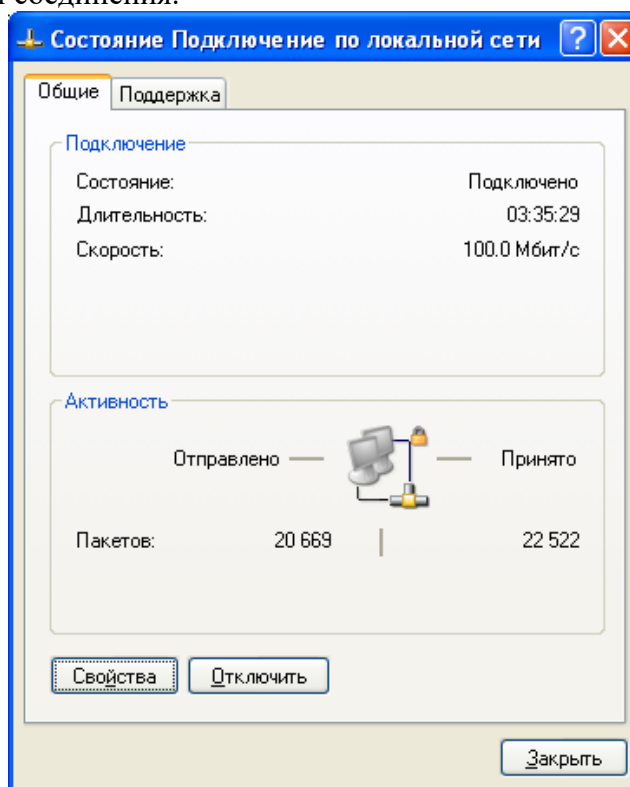 соединения.
Состояние Подключение по локальной сети
Общие Поддержка
Подключение
Состояние: Подключено
Длительность: 03:35:29
Скорость: 100.0 Мбит/с
Активность
Отправлено — — Принято
Пакетов: 20 669 | 22 522
Свойства Отключить
Закрыть